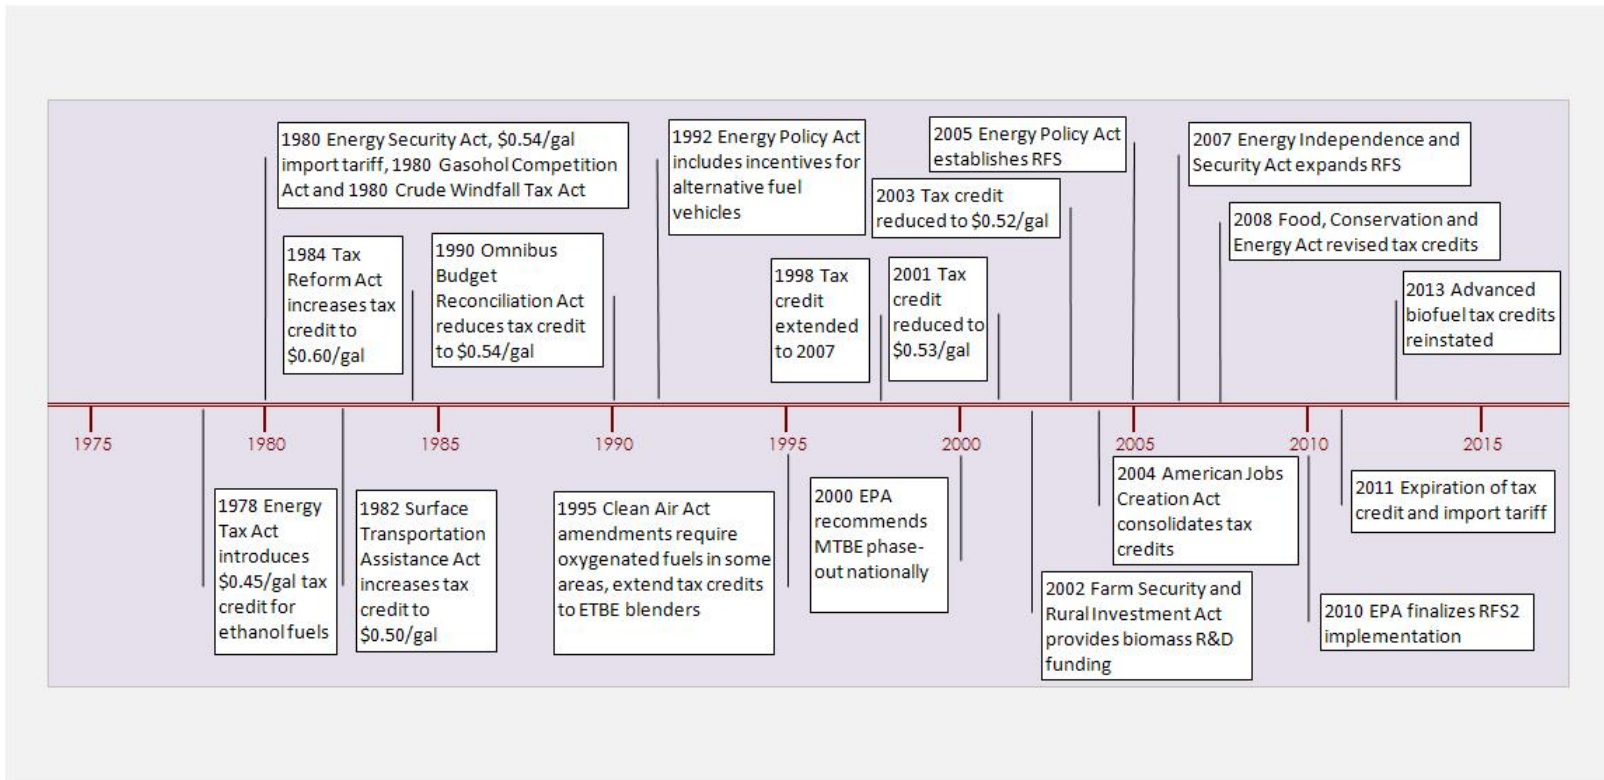 1980 Energy Security Act, $0.54/gal
import tariff, 1980 Gasohol Competition
Act and 1980 Crude Windfall Tax Act
1984 Tax
Reform Act
increases tax
credit to
$0.60/gal
1990 Omnibus
Budget
Reconciliation Act
reduces tax credit
to $0.54/gal
1992 Energy Policy Act
includes incentives for
alternative fuel
vehicles
1998 Tax
credit
extended
to 2007
2001 Tax
credit
reduced to
$0.53/gal
2003 Tax credit
reduced to $0.52/gal
2005 Energy Policy Act
establishes RFS
2007 Energy Independence and
Security Act expands RFS
2008 Food, Conservation and
Energy Act revised tax credits
2013 Advanced
biofuel tax credits
reinstated
1975
1980
1985
1990
1995
2000
2005
2010
2015
1978 Energy
Tax Act
introduces
$0.45/gal tax
credit for
ethanol fuels
1982 Surface
Transportation
Assistance Act
increases tax
credit to
$0.50/gal
1995 Clean Air Act
amendments require
oxygenated fuels in some
areas, extend tax credits
to ETBE blenders
2000 EPA
recommends
MTBE phase-
out nationally
2002 Farm Security and
Rural Investment Act
provides biomass R&D
funding
2004 American Jobs
Creation Act
consolidates tax
credits
2010 EPA finalizes RFS2
implementation
2011 Expiration of tax
credit and import tariff